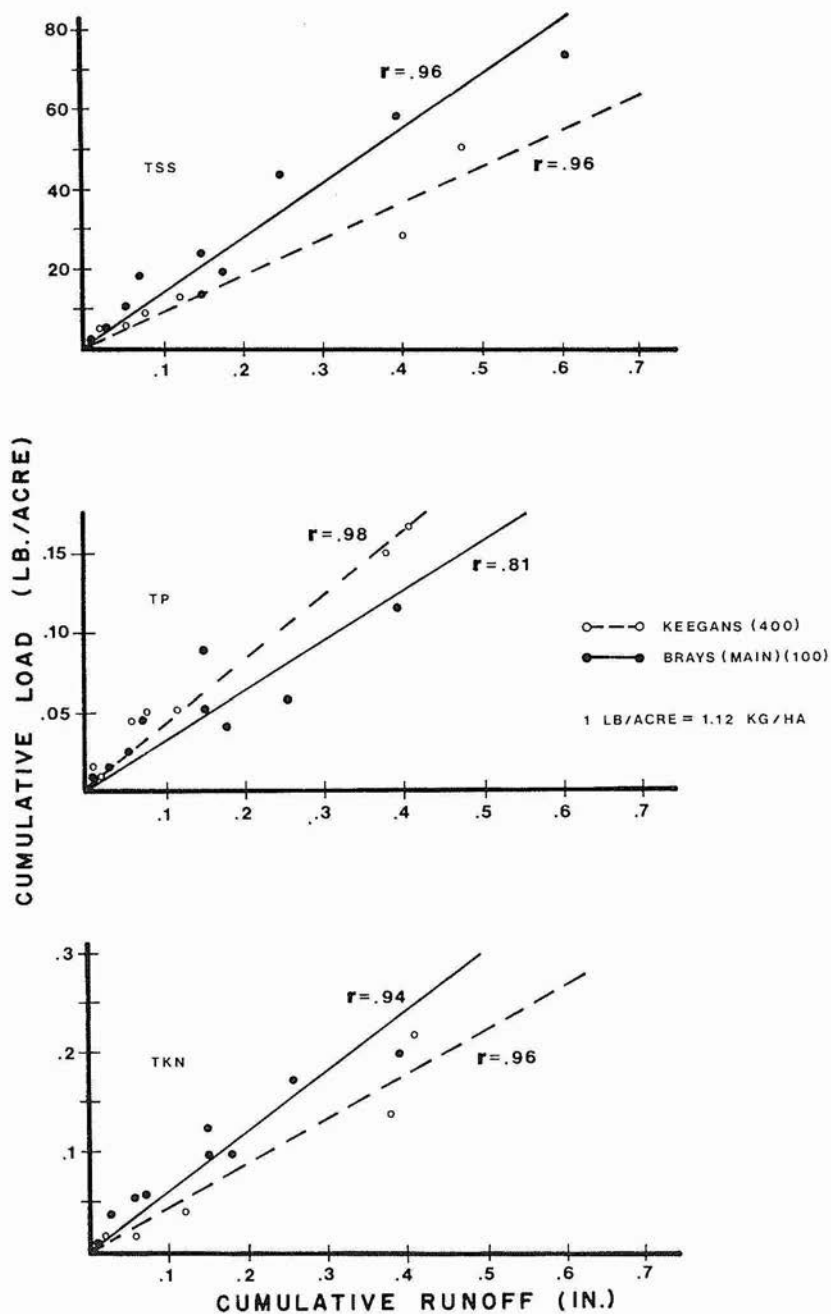 80
60
40
20
TSS
r=.96
r=.96
.1 .2 .3 .4 .5 .6 .7
CUMULATIVE LOAD (LB./ACRE)
.15
.10
.05
TP
r=.98
r=.81
.1 .2 .3 .4 .5 .6 .7
KEEGANS (400)
BRAYS (MAIN) (100)
1 LB/ACRE = 1.12 KG/HA
.3
.2
.1
TKN
r=.94
r=.96
.1 .2 .3 .4 .5 .6 .7
CUMULATIVE RUNOFF (IN.)